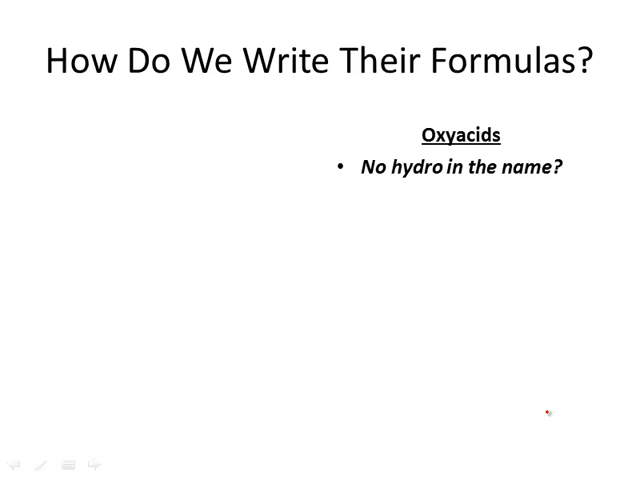 How Do We Write Their Formulas?
Oxyacids
• No hydro in the name?